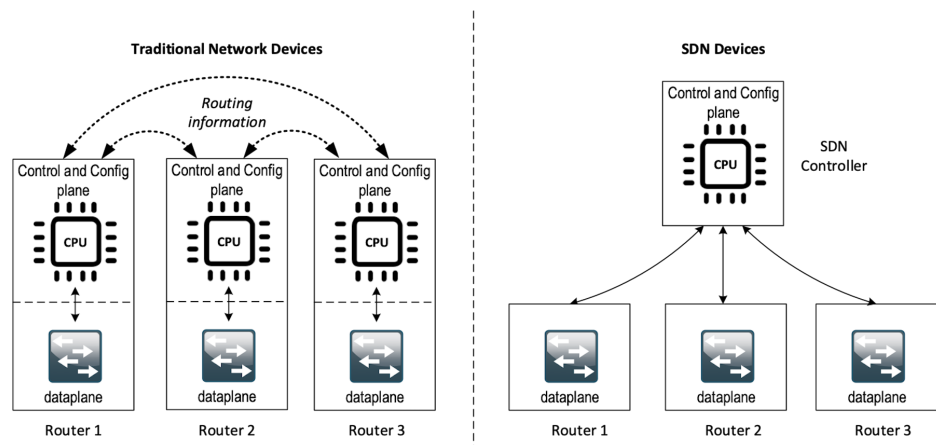 Traditional Network Devices
Routing
information
Control and Config
plane
CPU
dataplane
Router 1
Control and Config
plane
CPU
dataplane
Router 2
Control and Config
plane
CPU
dataplane
Router 3
SDN Devices
Control and Config
plane
CPU
SDN
Controller
dataplane
Router 1
dataplane
Router 2
dataplane
Router 3